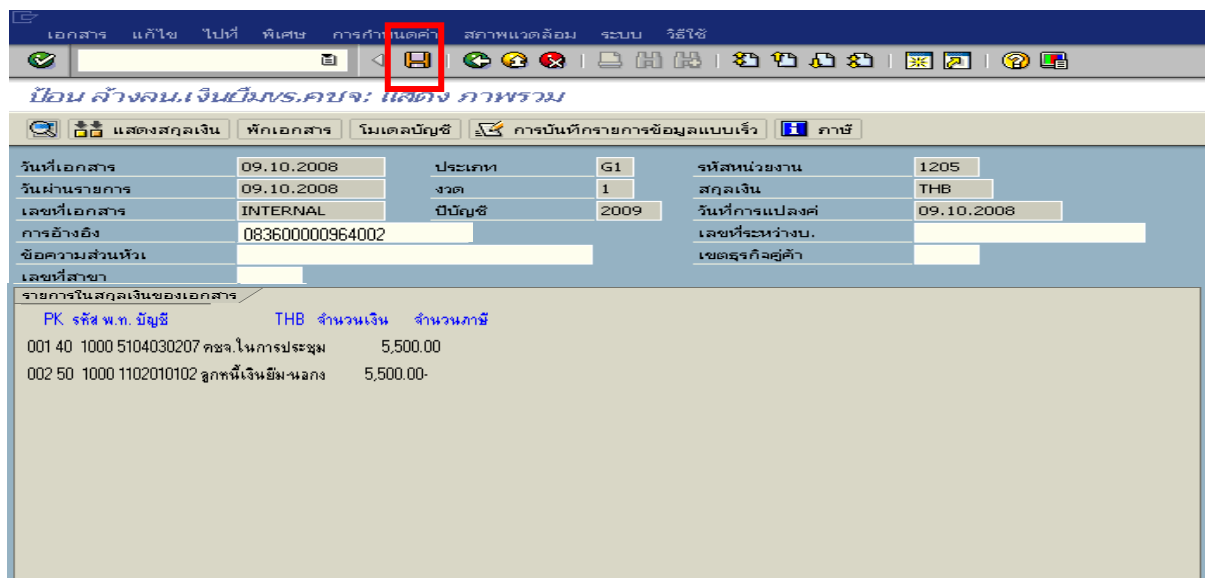 เอกสาร แก้ไข ไปที่ พิเศษ การกำหนดค่า สภาพแวดล้อม ระบบ วิธีใช้
ป้อน ล้างลน.เงินยืมvs.คชจ: แสดง ภาพรวม
แสดงสกุลเงิน พักเอกสาร โมเดลบัญชี การบันทึกรายการข้อมูลแบบเร็ว ภาษี
วันที่เอกสาร 09.10.2008 ประเภท G1 รหัสหน่วยงาน 1205
วันผ่านรายการ 09.10.2008 งวด 1 สกุลเงิน THB
เลขที่เอกสาร INTERNAL ปีบัญชี 2009 วันที่การแปลงค่ 09.10.2008
การอ้างอิง 083600000964002 เลขที่ระหว่างบ.
ข้อความส่วนหัวเ เขตธุรกิจคู่ค้า
เลขที่สาขา
รายการในสกุลเงินของเอกสาร
PK รหัส พ.ท. บัญชี THB จำนวนเงิน จำนวนภาษี
001 40 1000 5104030207 คชจ.ในการประชุม 5,500.00
002 50 1000 1102010102 ลูกหนี้เงินยืม-นอกง 5,500.00-